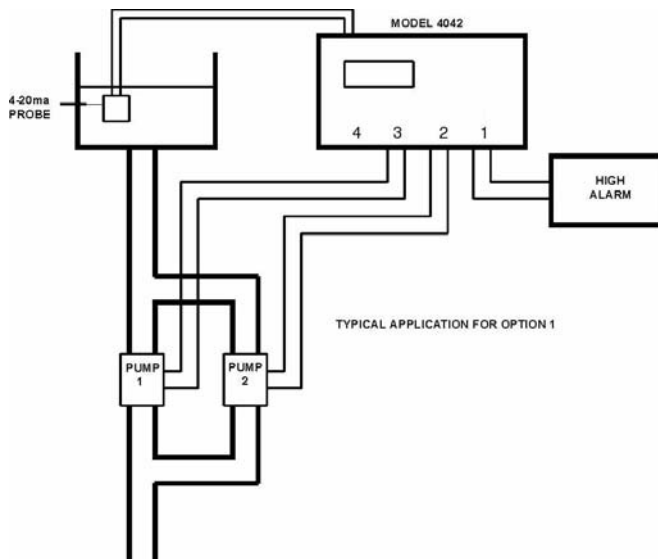 MODEL 4042
4-20ma
PROBE
4 3 2 1
HIGH
ALARM
TYPICAL APPLICATION FOR OPTION 1
PUMP
1
PUMP
2